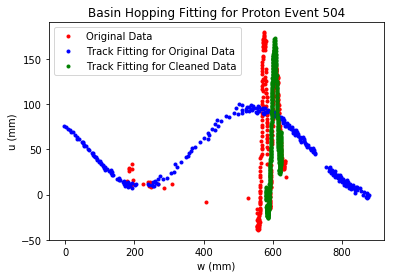 Basin Hopping Fitting for Proton Event 504
Original Data
Track Fitting for Original Data
Track Fitting for Cleaned Data
u (mm)
150
100
50
0
−50
0
200
400
600
800
w (mm)